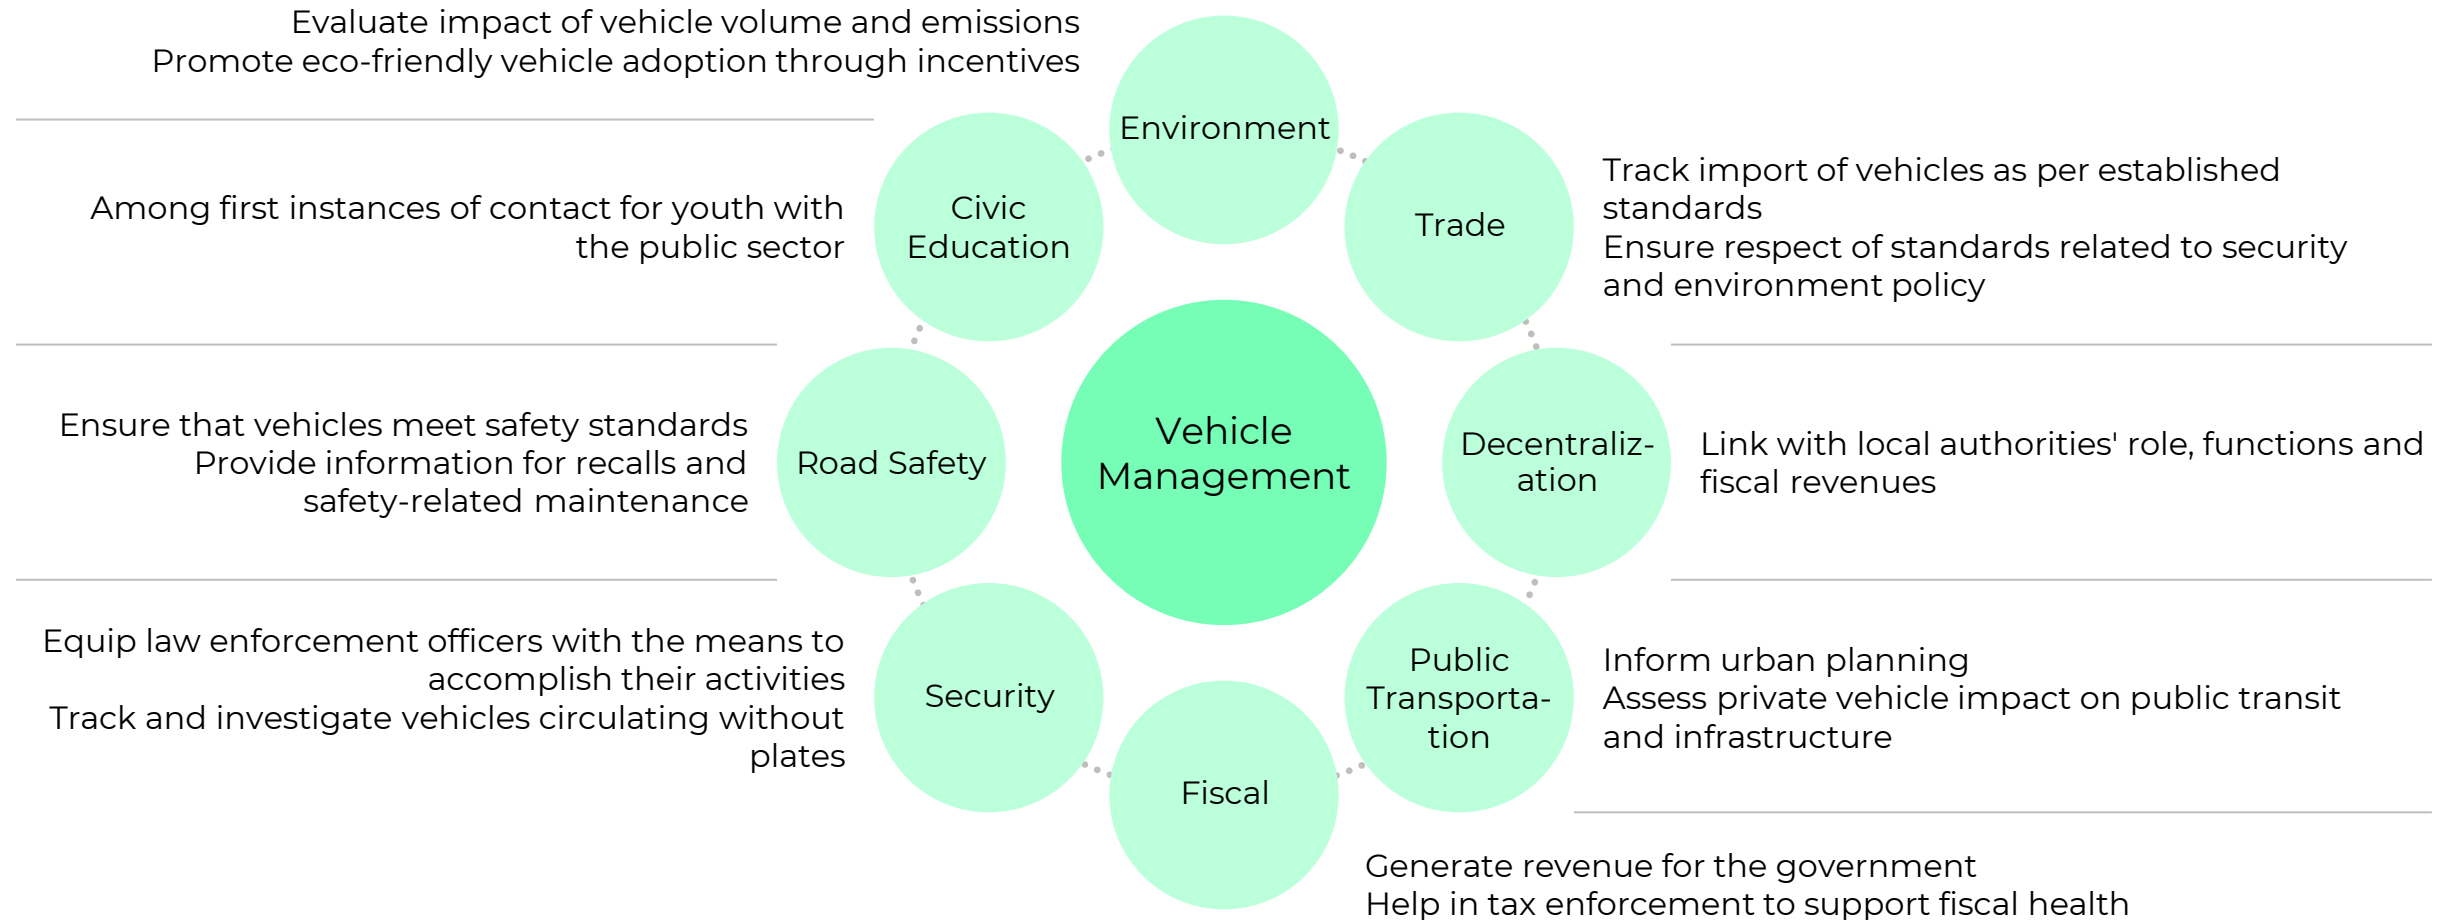 Evaluate impact of vehicle volume and emissions
Promote eco-friendly vehicle adoption through incentives
Environment
Trade
Track import of vehicles as per established
standards
Ensure respect of standards related to security
and environment policy
Among first instances of contact for youth with
the public sector
Civic
Education
Vehicle
Management
Ensure that vehicles meet safety standards
Provide information for recalls and
safety-related maintenance
Road Safety
Decentraliz-
ation
Link with local authorities' role, functions and
fiscal revenues
Equip law enforcement officers with the means to
accomplish their activities
Track and investigate vehicles circulating without
plates
Security
Public
Transporta-
tion
Inform urban planning
Assess private vehicle impact on public transit
and infrastructure
Fiscal
Generate revenue for the government
Help in tax enforcement to support fiscal health